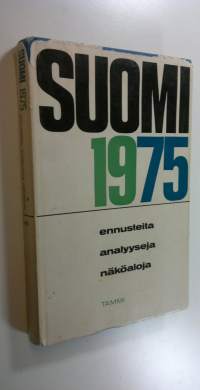 SUOMI 1975
SUOMI
1975
ennusteita
analyyseja
näköaloja
TAMMI